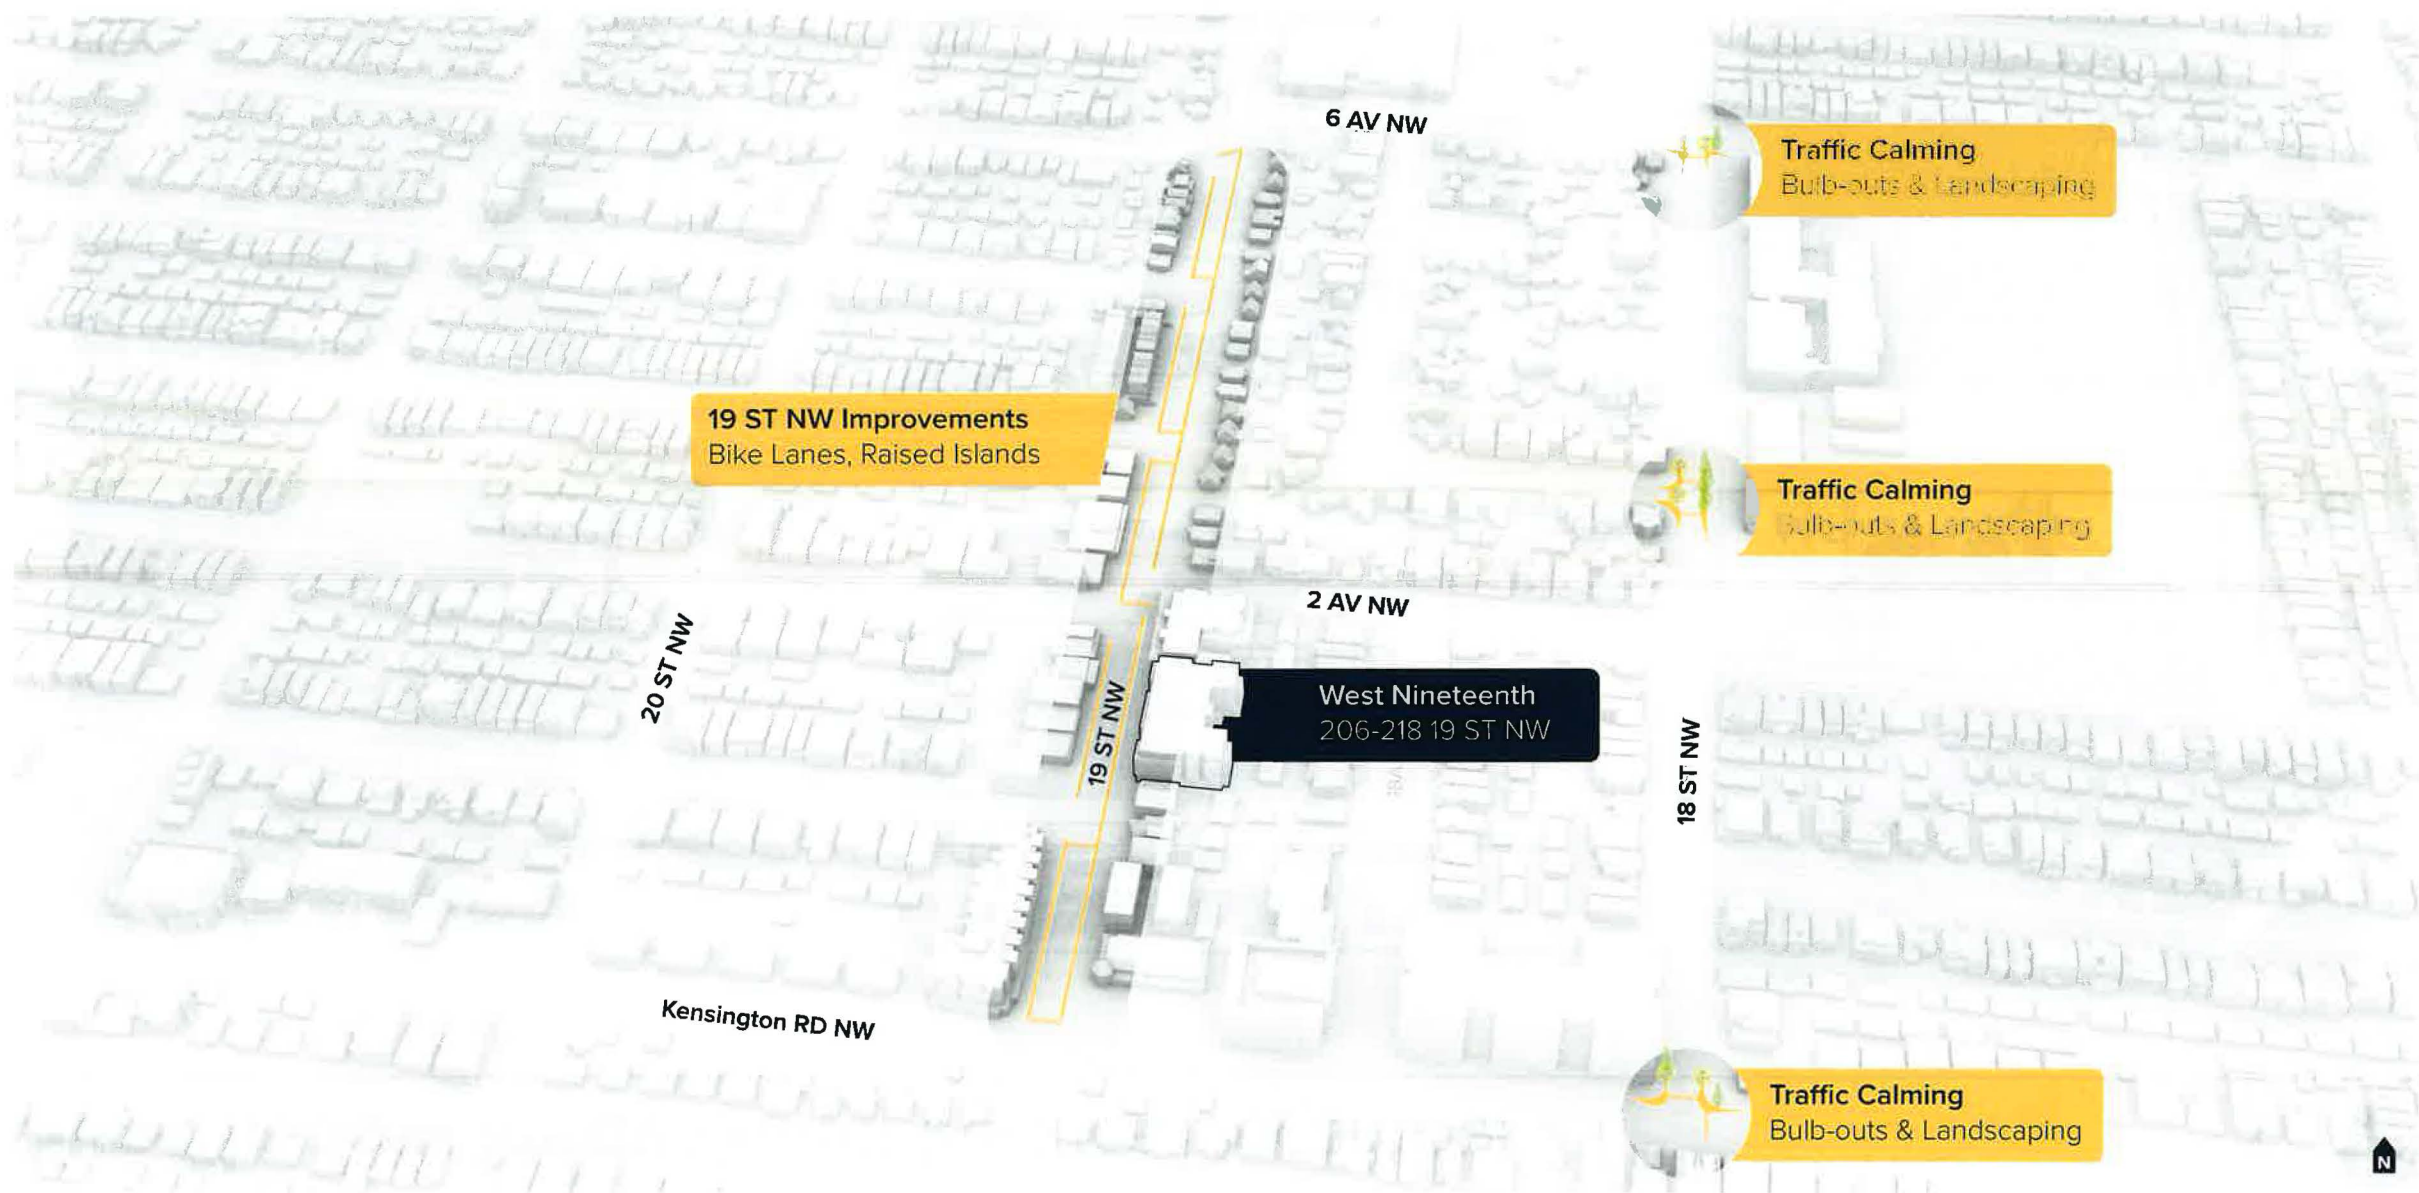 6 AV NW
Traffic Calming
Bulb-outs & Landscaping
19 ST NW Improvements
Bike Lanes, Raised Islands
Traffic Calming
Bulb-outs & Landscaping
2 AV NW
20 ST NW
19 ST NW
West Nineteenth
206-218 19 ST NW
18 ST NW
Kensington RD NW
Traffic Calming
Bulb-outs & Landscaping
N